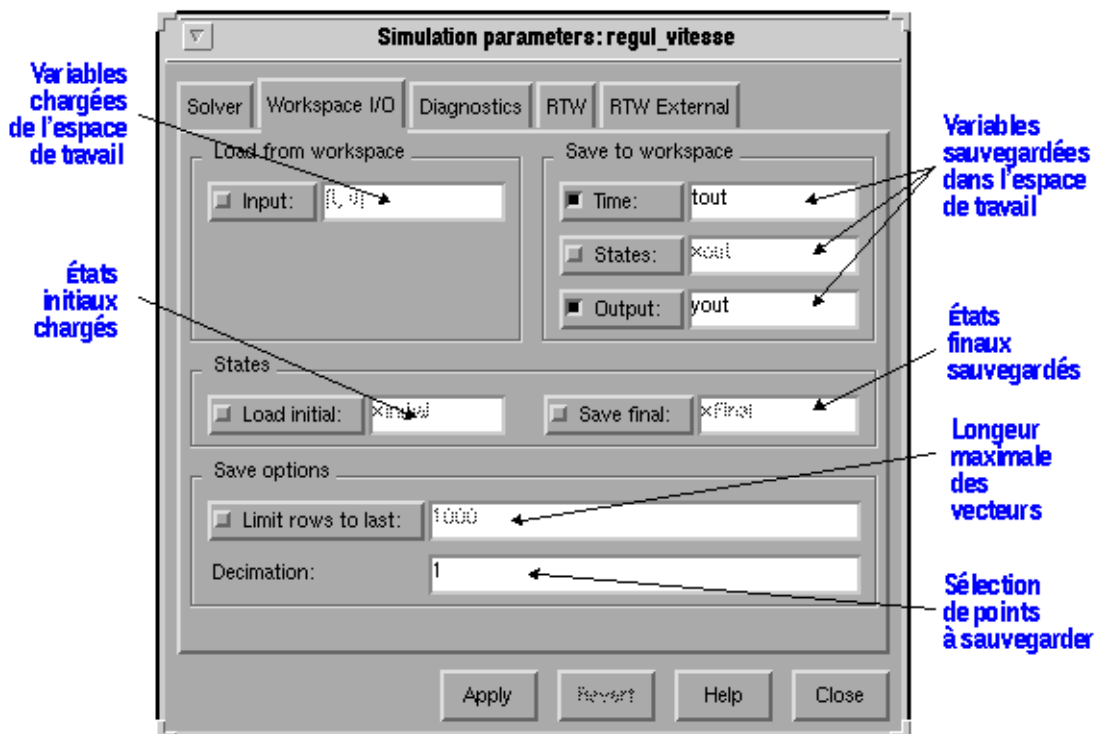 Simulation parameters: regul_vitesse
Variables
chargées
de l'espace
de travail
Solver
Workspace I/O
Diagnostics
RTW
RTW External
Load from workspace
Input:
[t, u]
Save to workspace
Time:
tout
States:
xout
Output:
yout
Variables
sauvegardées
dans l'espace
de travail
États
initiaux
chargés
States
Load initial:
xInitial
Save final:
xFinal
États
finaux
sauvegardés
Save options
Limit rows to last:
1000
Longeur
maximale
des
vecteurs
Decimation:
1
Sélection
de points
à sauvegarder
Apply
Revert
Help
Close